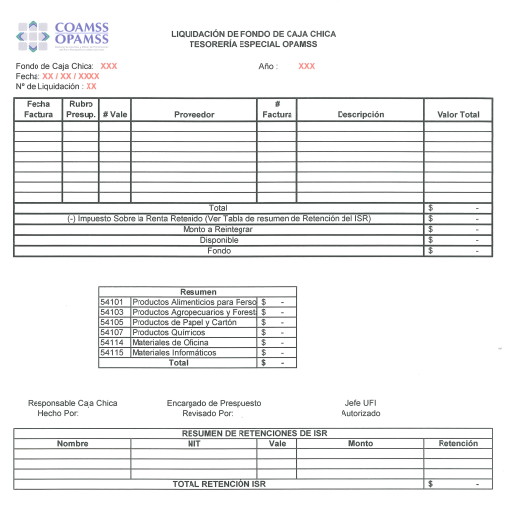 COAMSS
OPAMSS
LIQUIDACIÓN DE FONDO DE CAJA CHICA
TESORERÍA ESPECIAL OPAMSS
Fondo de Caja Chica: XXX Año : XXX
Fecha: XX / XX / XXXX
Nº de Liquidación : XX
Fecha Factura Rubro Presup. # Vale Proveedor # Factura Descripción Valor Total
Total $ -
(-) Impuesto Sobre la Renta Retenido (Ver Tabla de resumen de Retención del ISR) $ -
Monto a Reintegrar $ -
Disponible $ -
Fondo $ -
Resumen
54101 Productos Alimenticios para Perso $ -
54103 Productos Agropecuarios y Foresta $ -
54105 Productos de Papel y Cartón $ -
54107 Productos Químicos $ -
54114 Materiales de Oficina $ -
54115 Materiales Informáticos $ -
Total $ -
Responsable Caja Chica Encargado de Prespuesto Jefe UFI
Hecho Por: Revisado Por: Autorizado
RESUMEN DE RETENCIONES DE ISR
Nombre NIT Vale Monto Retención
TOTAL RETENCIÓN ISR $ -